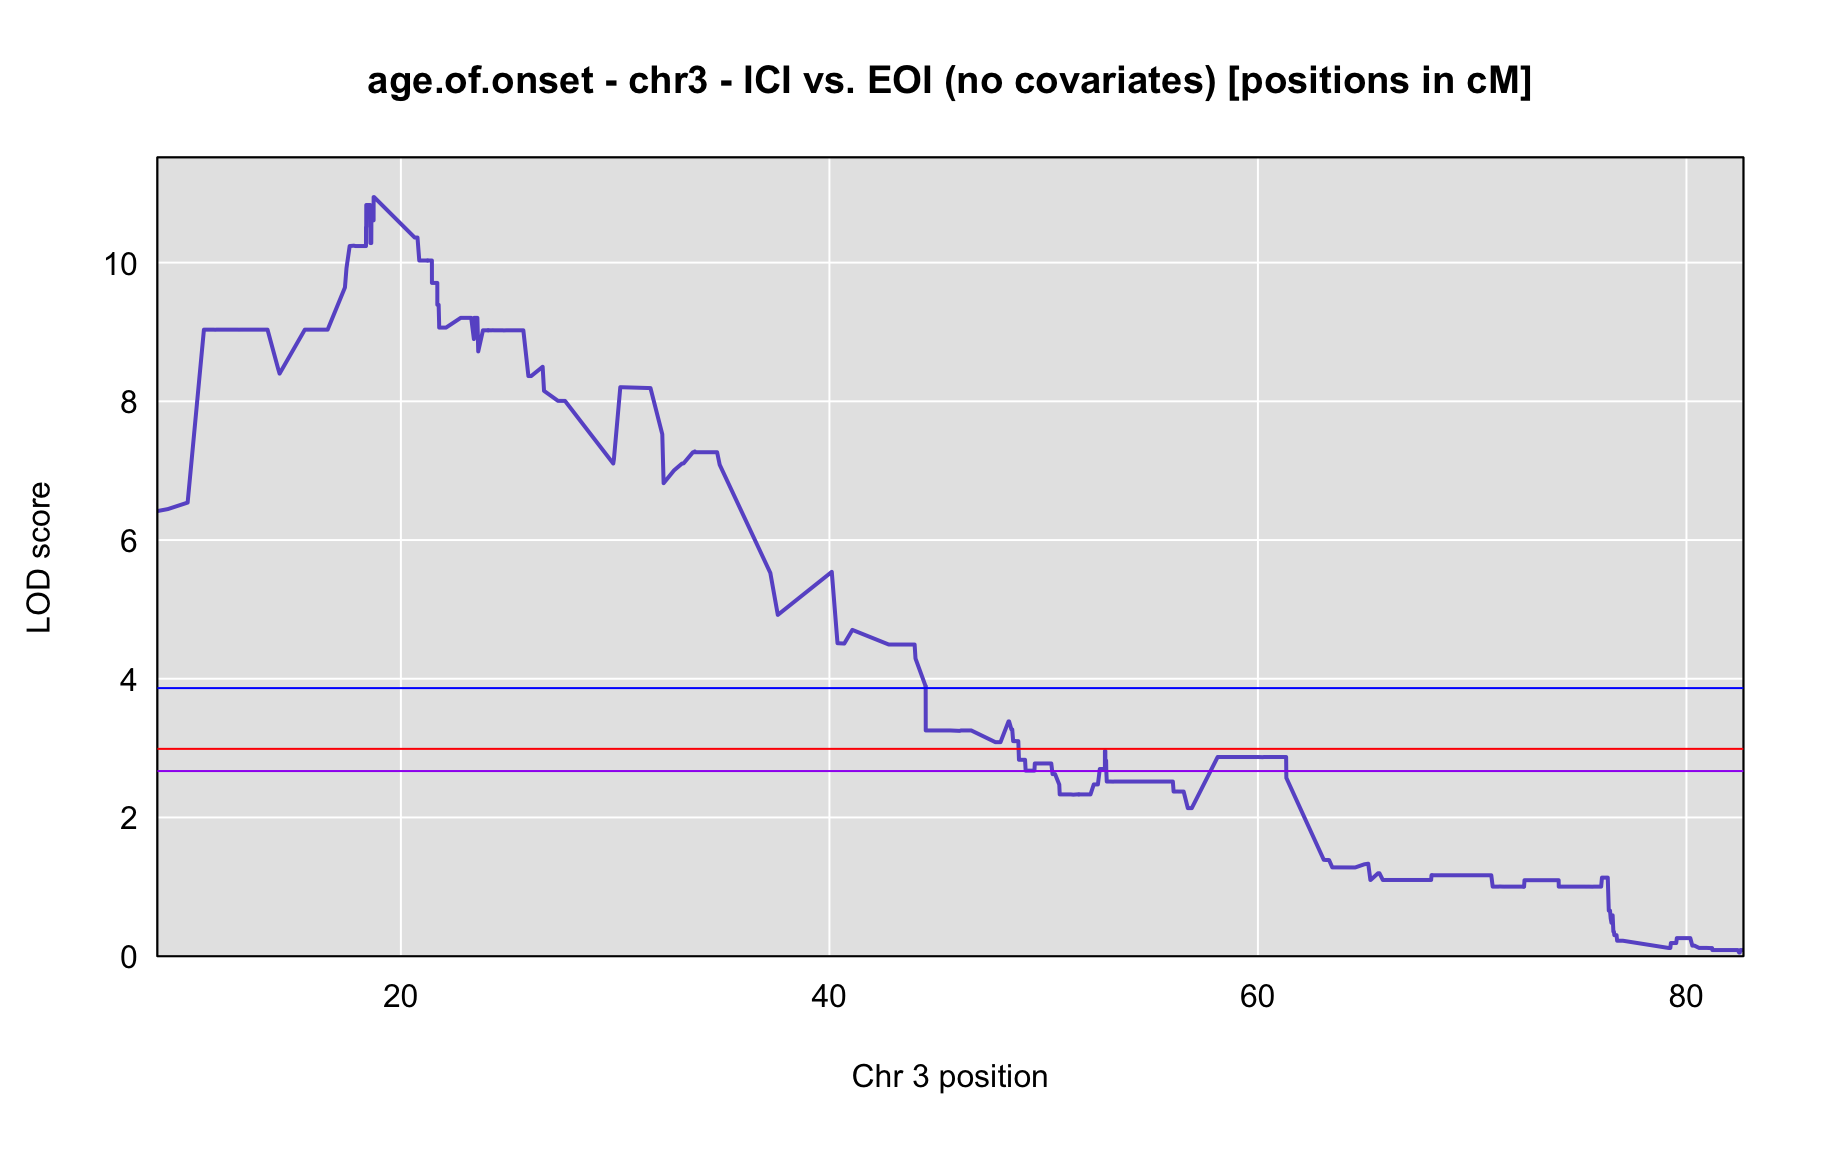 age.of.onset - chr3 - ICI vs. EOI (no covariates) [positions in cM]
LOD score
10
8
6
4
2
0
20 40 60 80
Chr 3 position